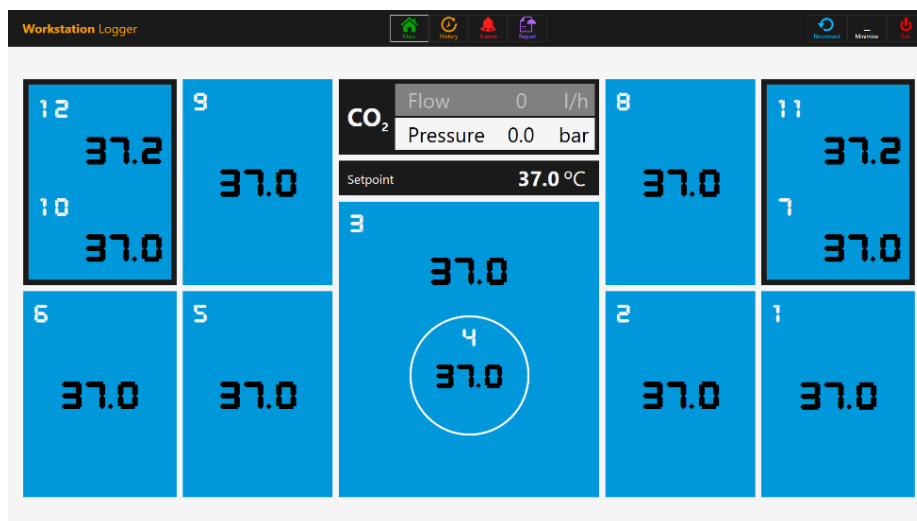 Workstation Logger
Main
History
Alarms
Report
Reconnect
Minimize
Exit
12
37.2
10
37.0
9
37.0
CO2
Flow 0 l/h
Pressure 0.0 bar
Setpoint 37.0 ºC
3
37.0
4
37.0
8
37.0
11
37.2
7
37.0
6
37.0
5
37.0
2
37.0
1
37.0